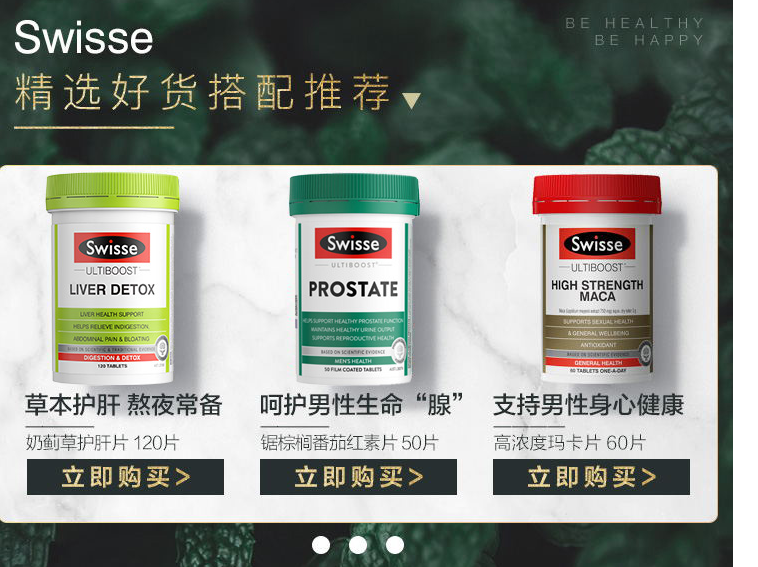 Swisse
BE HEALTHY
BE HAPPY
精选好货搭配推荐
Swisse
ULTIBOOST
LIVER DETOX
LIVER HEALTH SUPPORT
HELPS RELIEVE INDIGESTION,
ABDOMINAL PAIN & BLOATING
BASED ON SCIENTIFIC & TRADITIONAL EVIDENCE
DIGESTION & DETOX
120 TABLETS
Swisse
ULTIBOOST
PROSTATE
HELPS SUPPORT HEALTHY PROSTATE FUNCTION
MAINTAINS HEALTHY URINE OUTPUT
SUPPORTS REPRODUCTIVE HEALTH
BASED ON SCIENTIFIC EVIDENCE
MEN'S HEALTH
50 FILM COATED TABLETS
Swisse
ULTIBOOST
HIGH STRENGTH
MACA
SUPPORTS SEXUAL HEALTH
& GENERAL WELLBEING
ANTIOXIDANT
BASED ON SCIENTIFIC EVIDENCE
GENERAL HEALTH
60 TABLETS ONE-A-DAY
草本护肝 熬夜常备
奶蓟草护肝片 120片
立即购买>
呵护男性生命“腺”
锯棕榈番茄红素片 50片
立即购买>
支持男性身心健康
高浓度玛卡片 60片
立即购买>